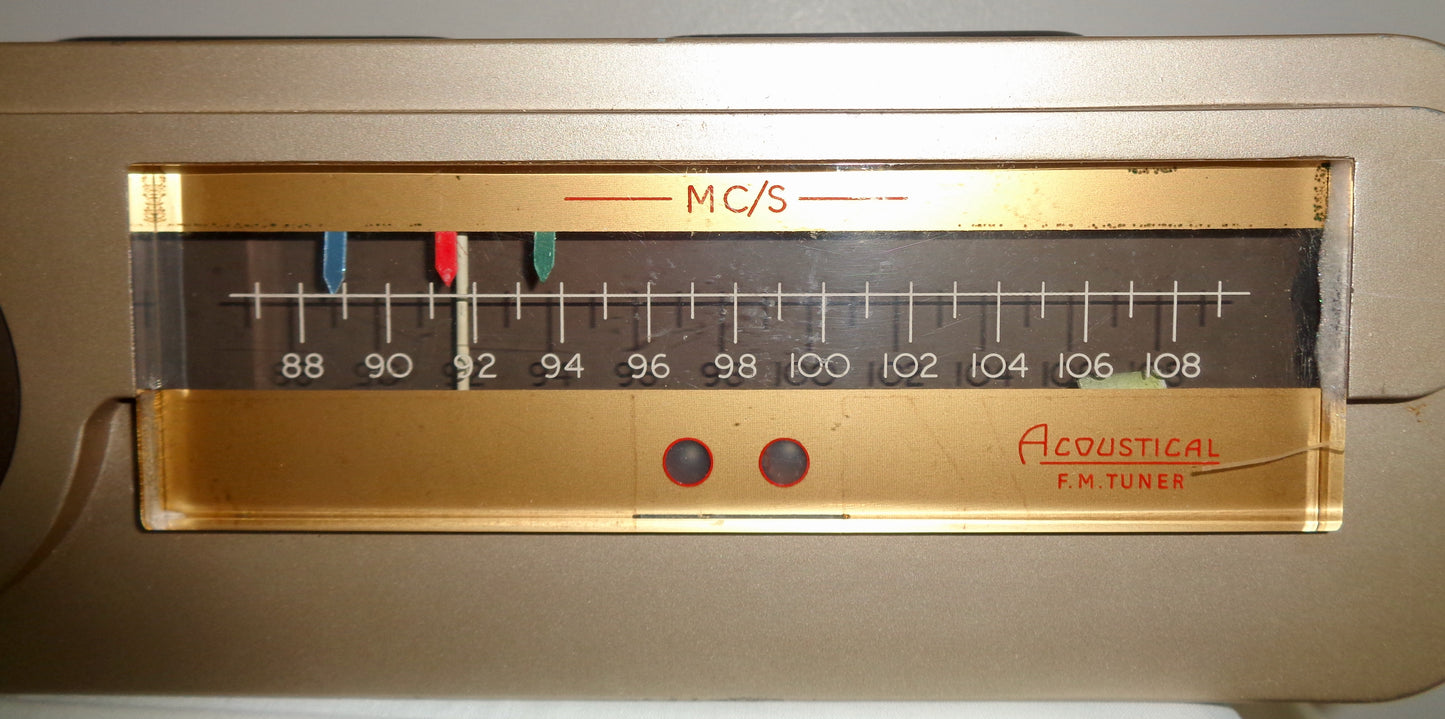 MC/S
88 90 92 94 96 98 100 102 104 106 108
ACOUSTICAL
F.M.TUNER